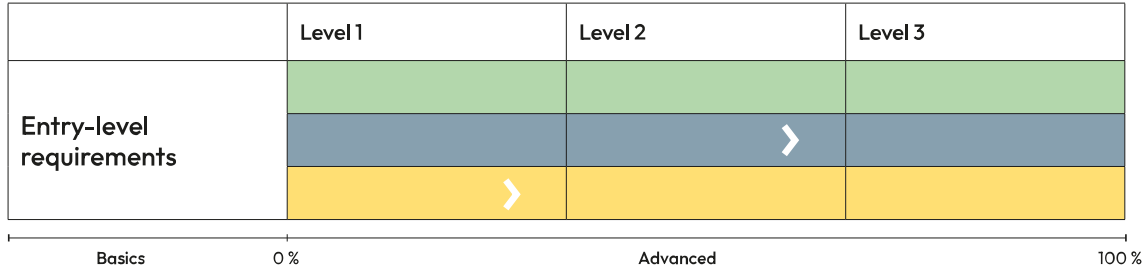 Level 1
Level 2
Level 3
Entry-level
requirements
Basics
0 %
Advanced
100 %